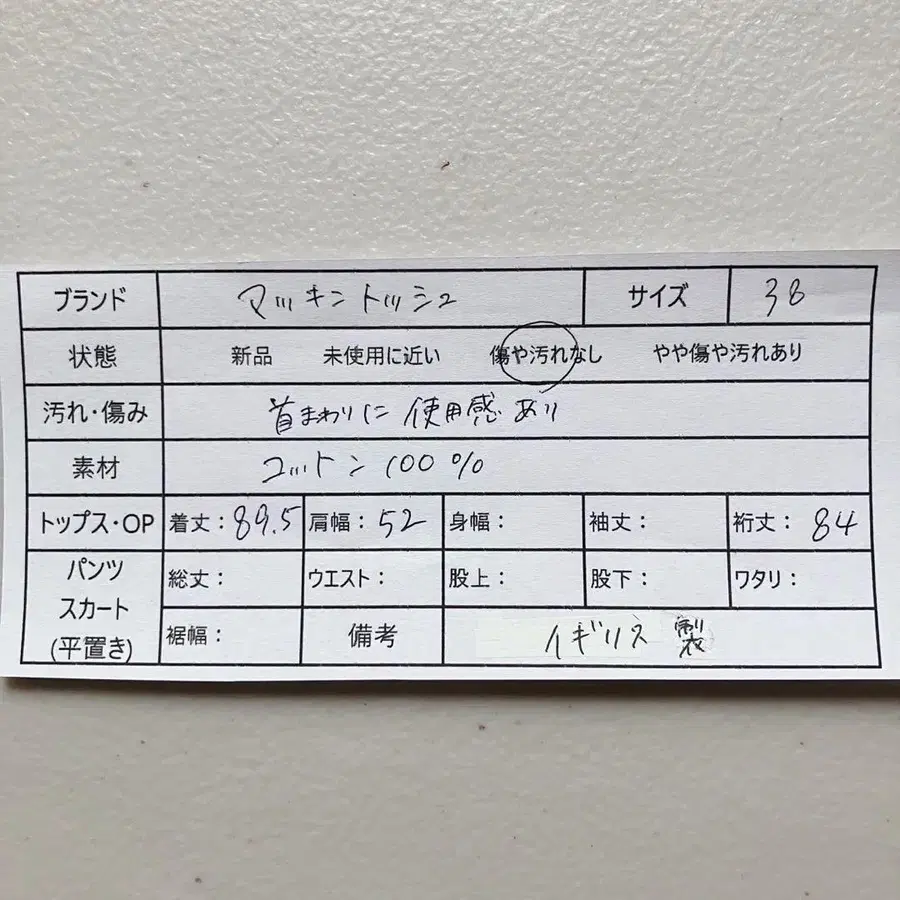 ブランド マッキントッシュ サイズ 38
状態 新品 未使用に近い 傷や汚れなし やや傷や汚れあり
汚れ・傷み 首まわりに使用感あり
素材 コットン100%
トップス・OP 着丈：89.5 肩幅：52 身幅： 袖丈： 裄丈：84
パンツ
スカート
(平置き)
総丈： ウエスト： 股上： 股下： ワタリ：
裾幅： 備考 イギリス製